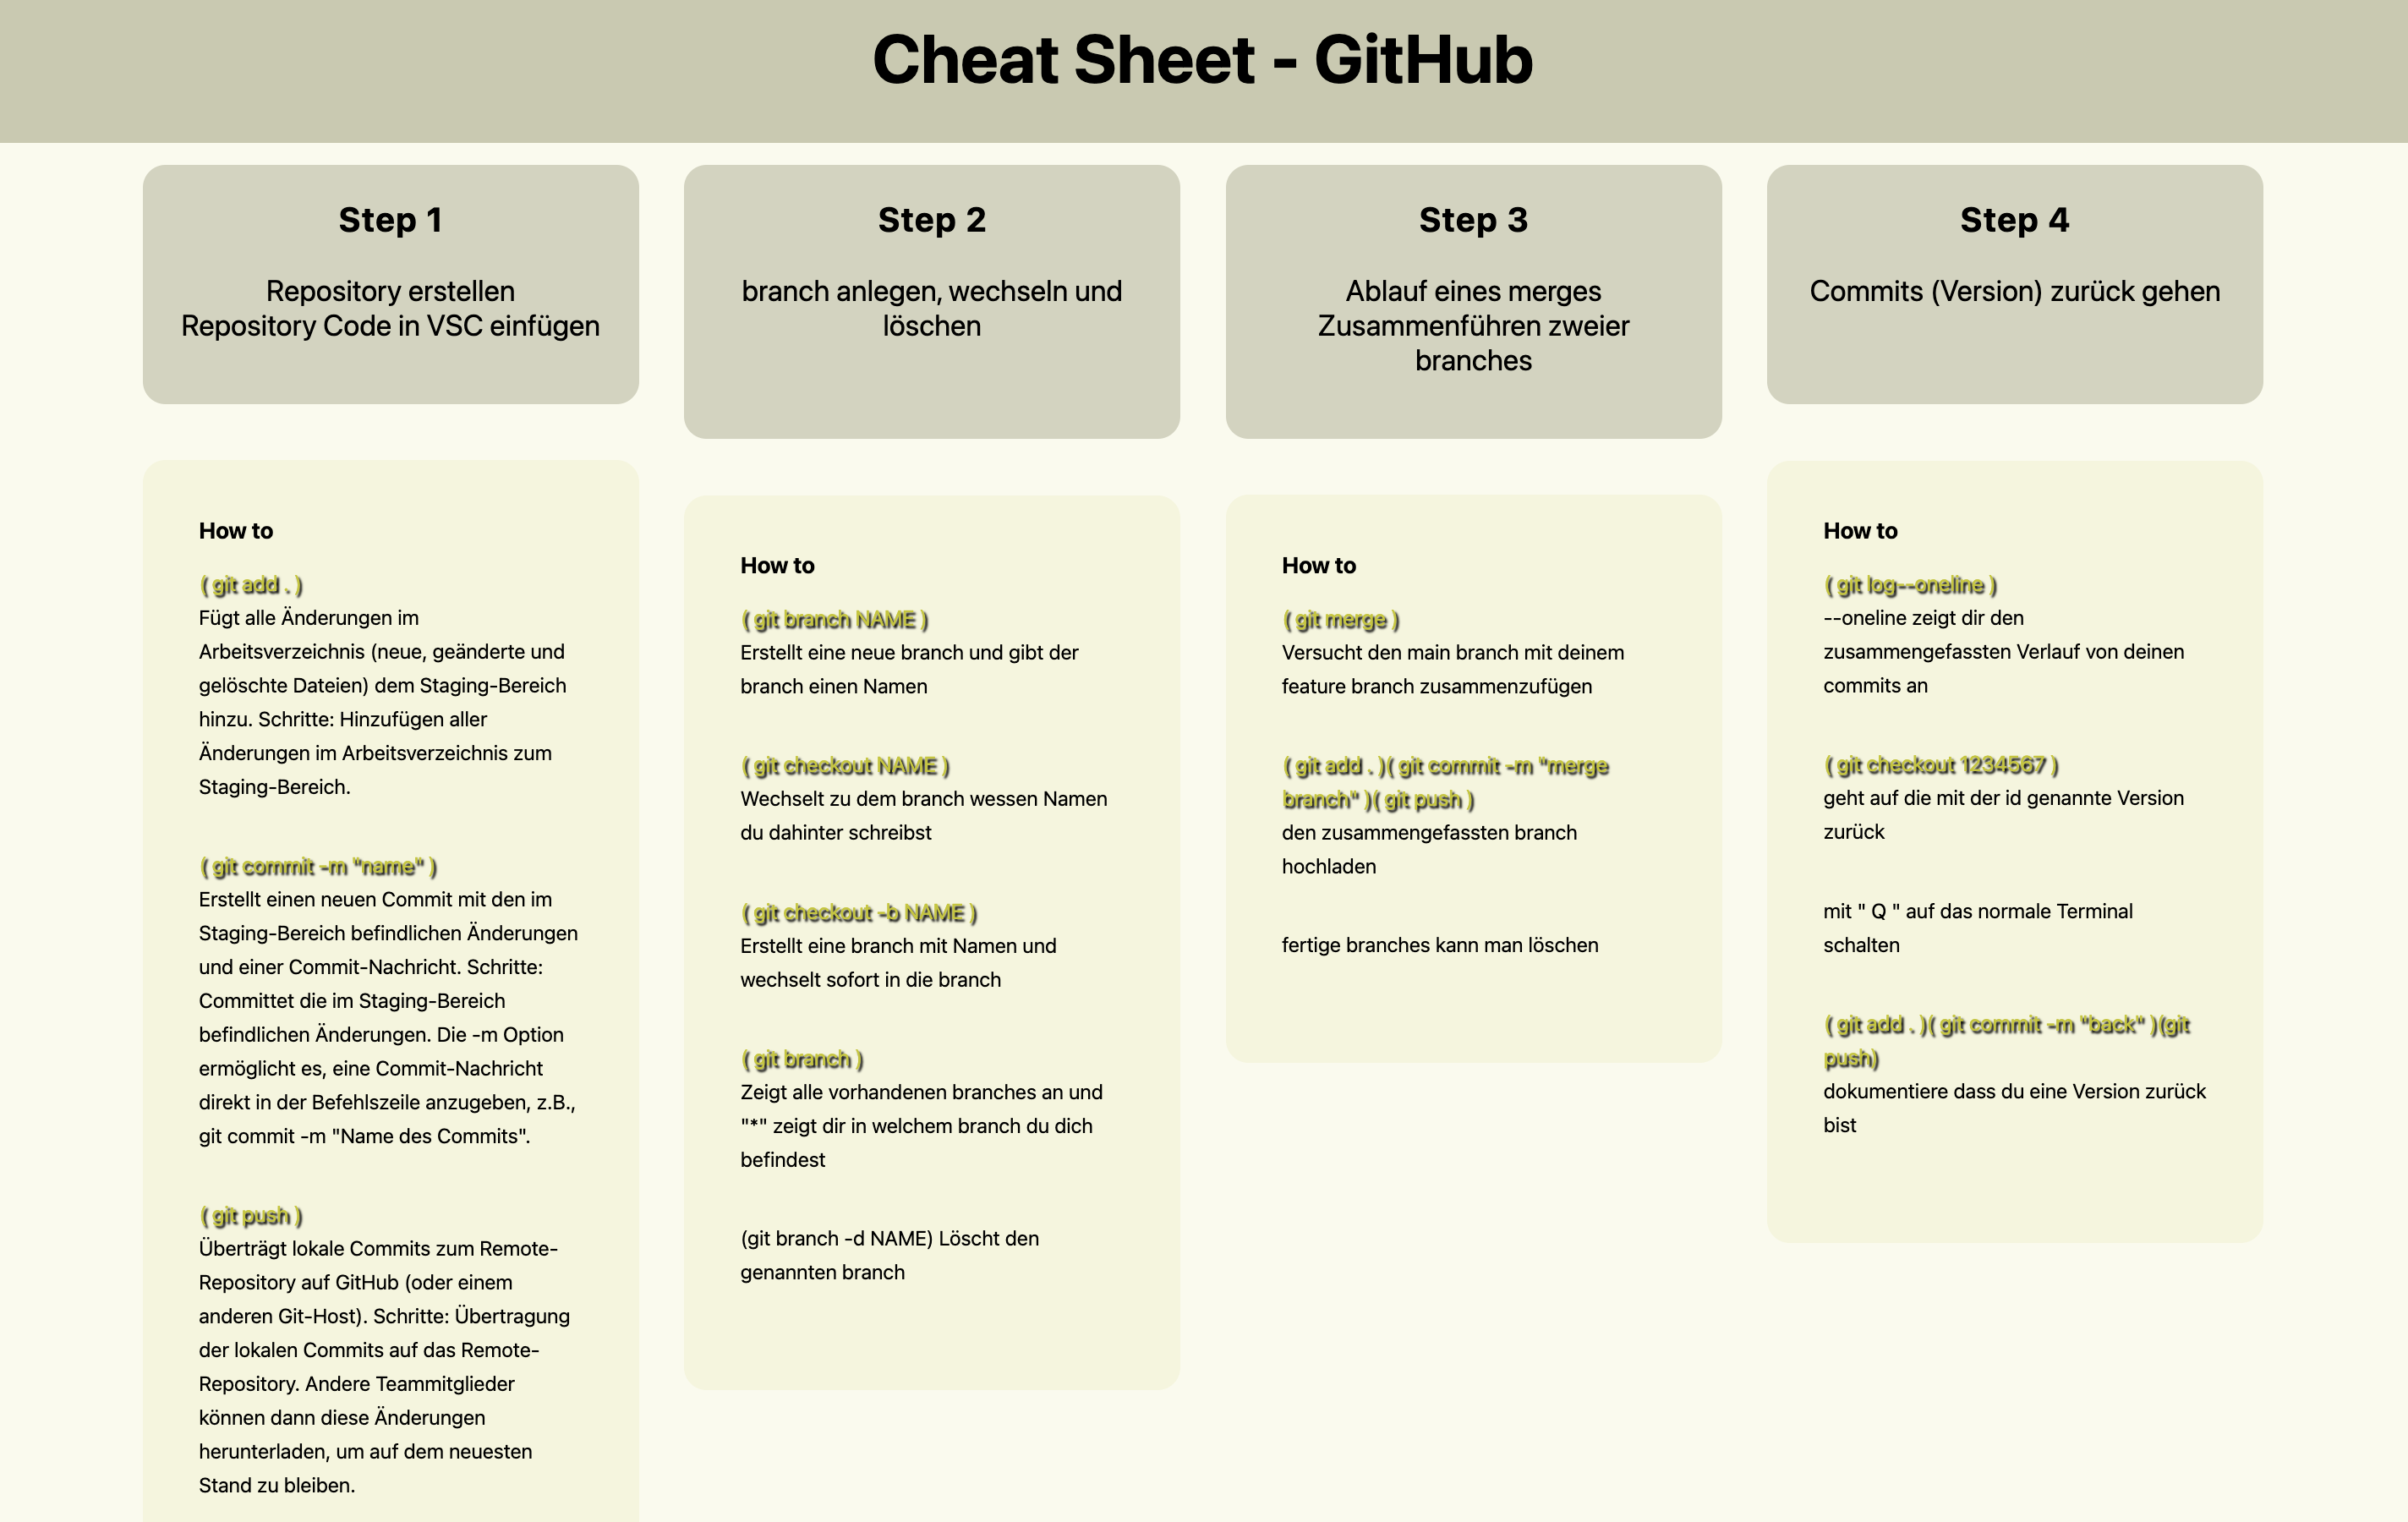 Cheat Sheet - GitHub
Step 1
Repository erstellen
Repository Code in VSC einfügen
How to
( git add . )
Fügt alle Änderungen im
Arbeitsverzeichnis (neue, geänderte und
gelöschte Dateien) dem Staging-Bereich
hinzu. Schritte: Hinzufügen aller
Änderungen im Arbeitsverzeichnis zum
Staging-Bereich.
( git commit -m "name" )
Erstellt einen neuen Commit mit den im
Staging-Bereich befindlichen Änderungen
und einer Commit-Nachricht. Schritte:
Committet die im Staging-Bereich
befindlichen Änderungen. Die -m Option
ermöglicht es, eine Commit-Nachricht
direkt in der Befehlszeile anzugeben, z.B.,
git commit -m "Name des Commits".
( git push )
Überträgt lokale Commits zum Remote-
Repository auf GitHub (oder einem
anderen Git-Host). Schritte: Übertragung
der lokalen Commits auf das Remote-
Repository. Andere Teammitglieder
können dann diese Änderungen
herunterladen, um auf dem neuesten
Stand zu bleiben.
Step 2
branch anlegen, wechseln und
löschen
How to
( git branch NAME )
Erstellt eine neue branch und gibt der
branch einen Namen
( git checkout NAME )
Wechselt zu dem branch wessen Namen
du dahinter schreibst
( git checkout -b NAME )
Erstellt eine branch mit Namen und
wechselt sofort in die branch
( git branch )
Zeigt alle vorhandenen branches an und
"*" zeigt dir in welchem branch du dich
befindest
(git branch -d NAME) Löscht den
genannten branch
Step 3
Ablauf eines merges
Zusammenführen zweier
branches
How to
( git merge )
Versucht den main branch mit deinem
feature branch zusammenzufügen
( git add . )( git commit -m "merge
branch" )( git push )
den zusammengefassten branch
hochladen
fertige branches kann man löschen
Step 4
Commits (Version) zurück gehen
How to
( git log--oneline )
--oneline zeigt dir den
zusammengefassten Verlauf von deinen
commits an
( git checkout 1234567 )
geht auf die mit der id genannte Version
zurück
mit " Q " auf das normale Terminal
schalten
( git add . )( git commit -m "back" )(git
push)
dokumentiere dass du eine Version zurück
bist